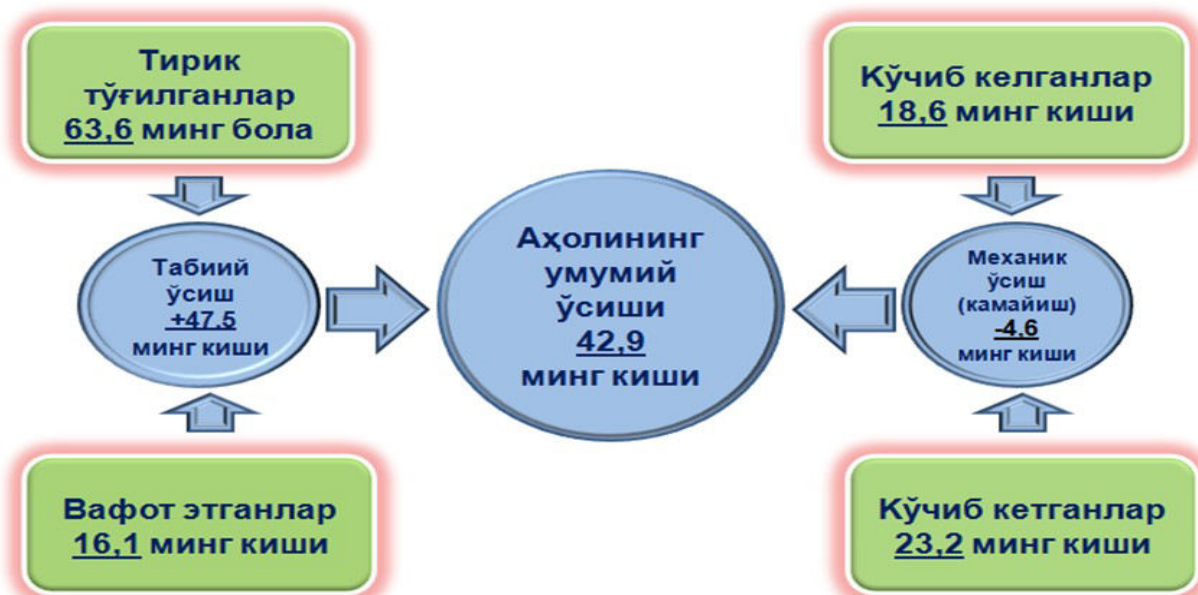 Тирик
тўғилганлар
63,6 минг бола
Кўчиб келганлар
18,6 минг киши
Табиий
ўсиш
+47,5
минг киши
Аҳолининг
умумий
ўсиши
42,9
минг киши
Механик
ўсиш
(камайиш)
-4,6
минг киши
Вафот этганлар
16,1 минг киши
Кўчиб кетганлар
23,2 минг киши